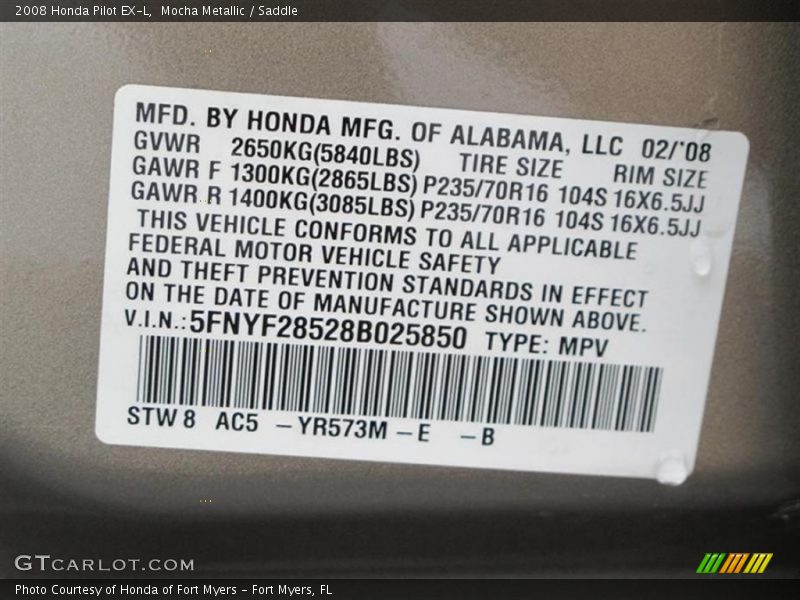 2008 Honda Pilot EX-L, Mocha Metallic / Saddle
MFD. BY HONDA MFG. OF ALABAMA, LLC 02/'08
GVWR 2650KG(5840LBS) TIRE SIZE RIM SIZE
GAWR F 1300KG(2865LBS) P235/70R16 104S 16X6.5JJ
GAWR R 1400KG(3085LBS) P235/70R16 104S 16X6.5JJ
THIS VEHICLE CONFORMS TO ALL APPLICABLE
FEDERAL MOTOR VEHICLE SAFETY
AND THEFT PREVENTION STANDARDS IN EFFECT
ON THE DATE OF MANUFACTURE SHOWN ABOVE.
V.I.N.: 5FNYF28528B025850 TYPE: MPV
STW 8 AC5 – YR573M – E – B
GTCARLOT.COM
Photo Courtesy of Honda of Fort Myers - Fort Myers, FL